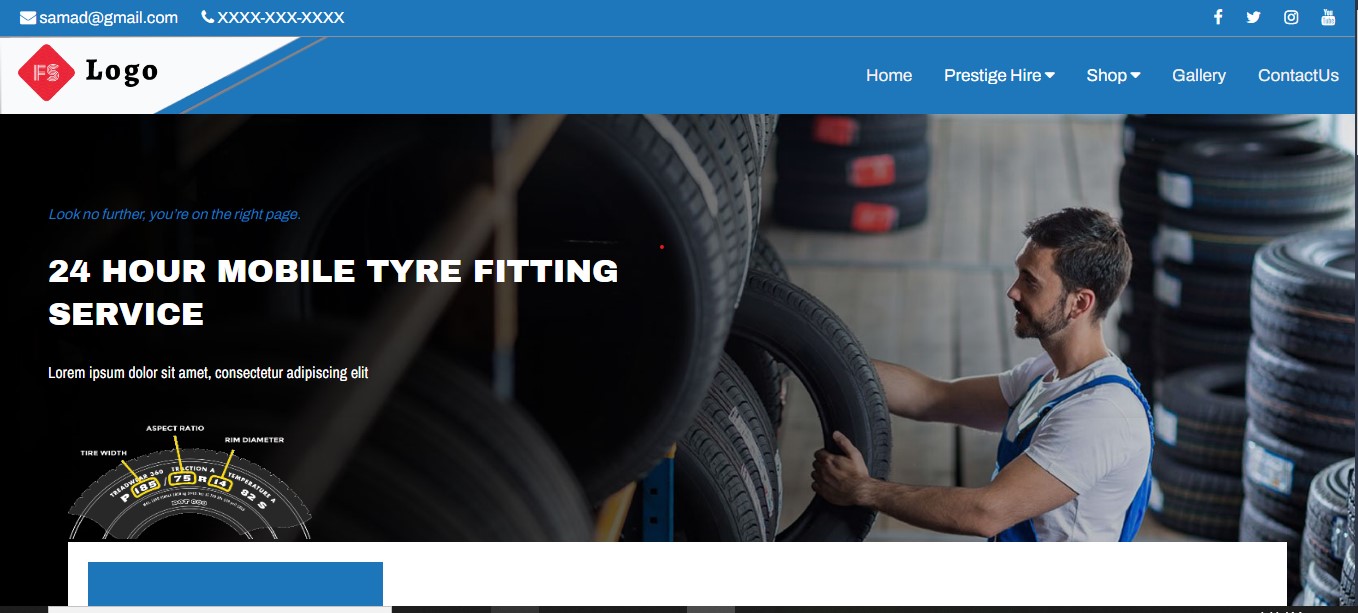 samad@gmail.com XXXX-XXX-XXXX
You
FS Logo
Home Prestige Hire Shop Gallery ContactUs
Look no further, you're on the right page.
24 HOUR MOBILE TYRE FITTING
SERVICE
Lorem ipsum dolor sit amet, consectetur adipiscing elit
ASPECT RATIO
RIM DIAMETER
TIRE WIDTH
TREADWEAR 360 TRACTION A TEMPERATURE A
P 185 / 75 R 14 82 S